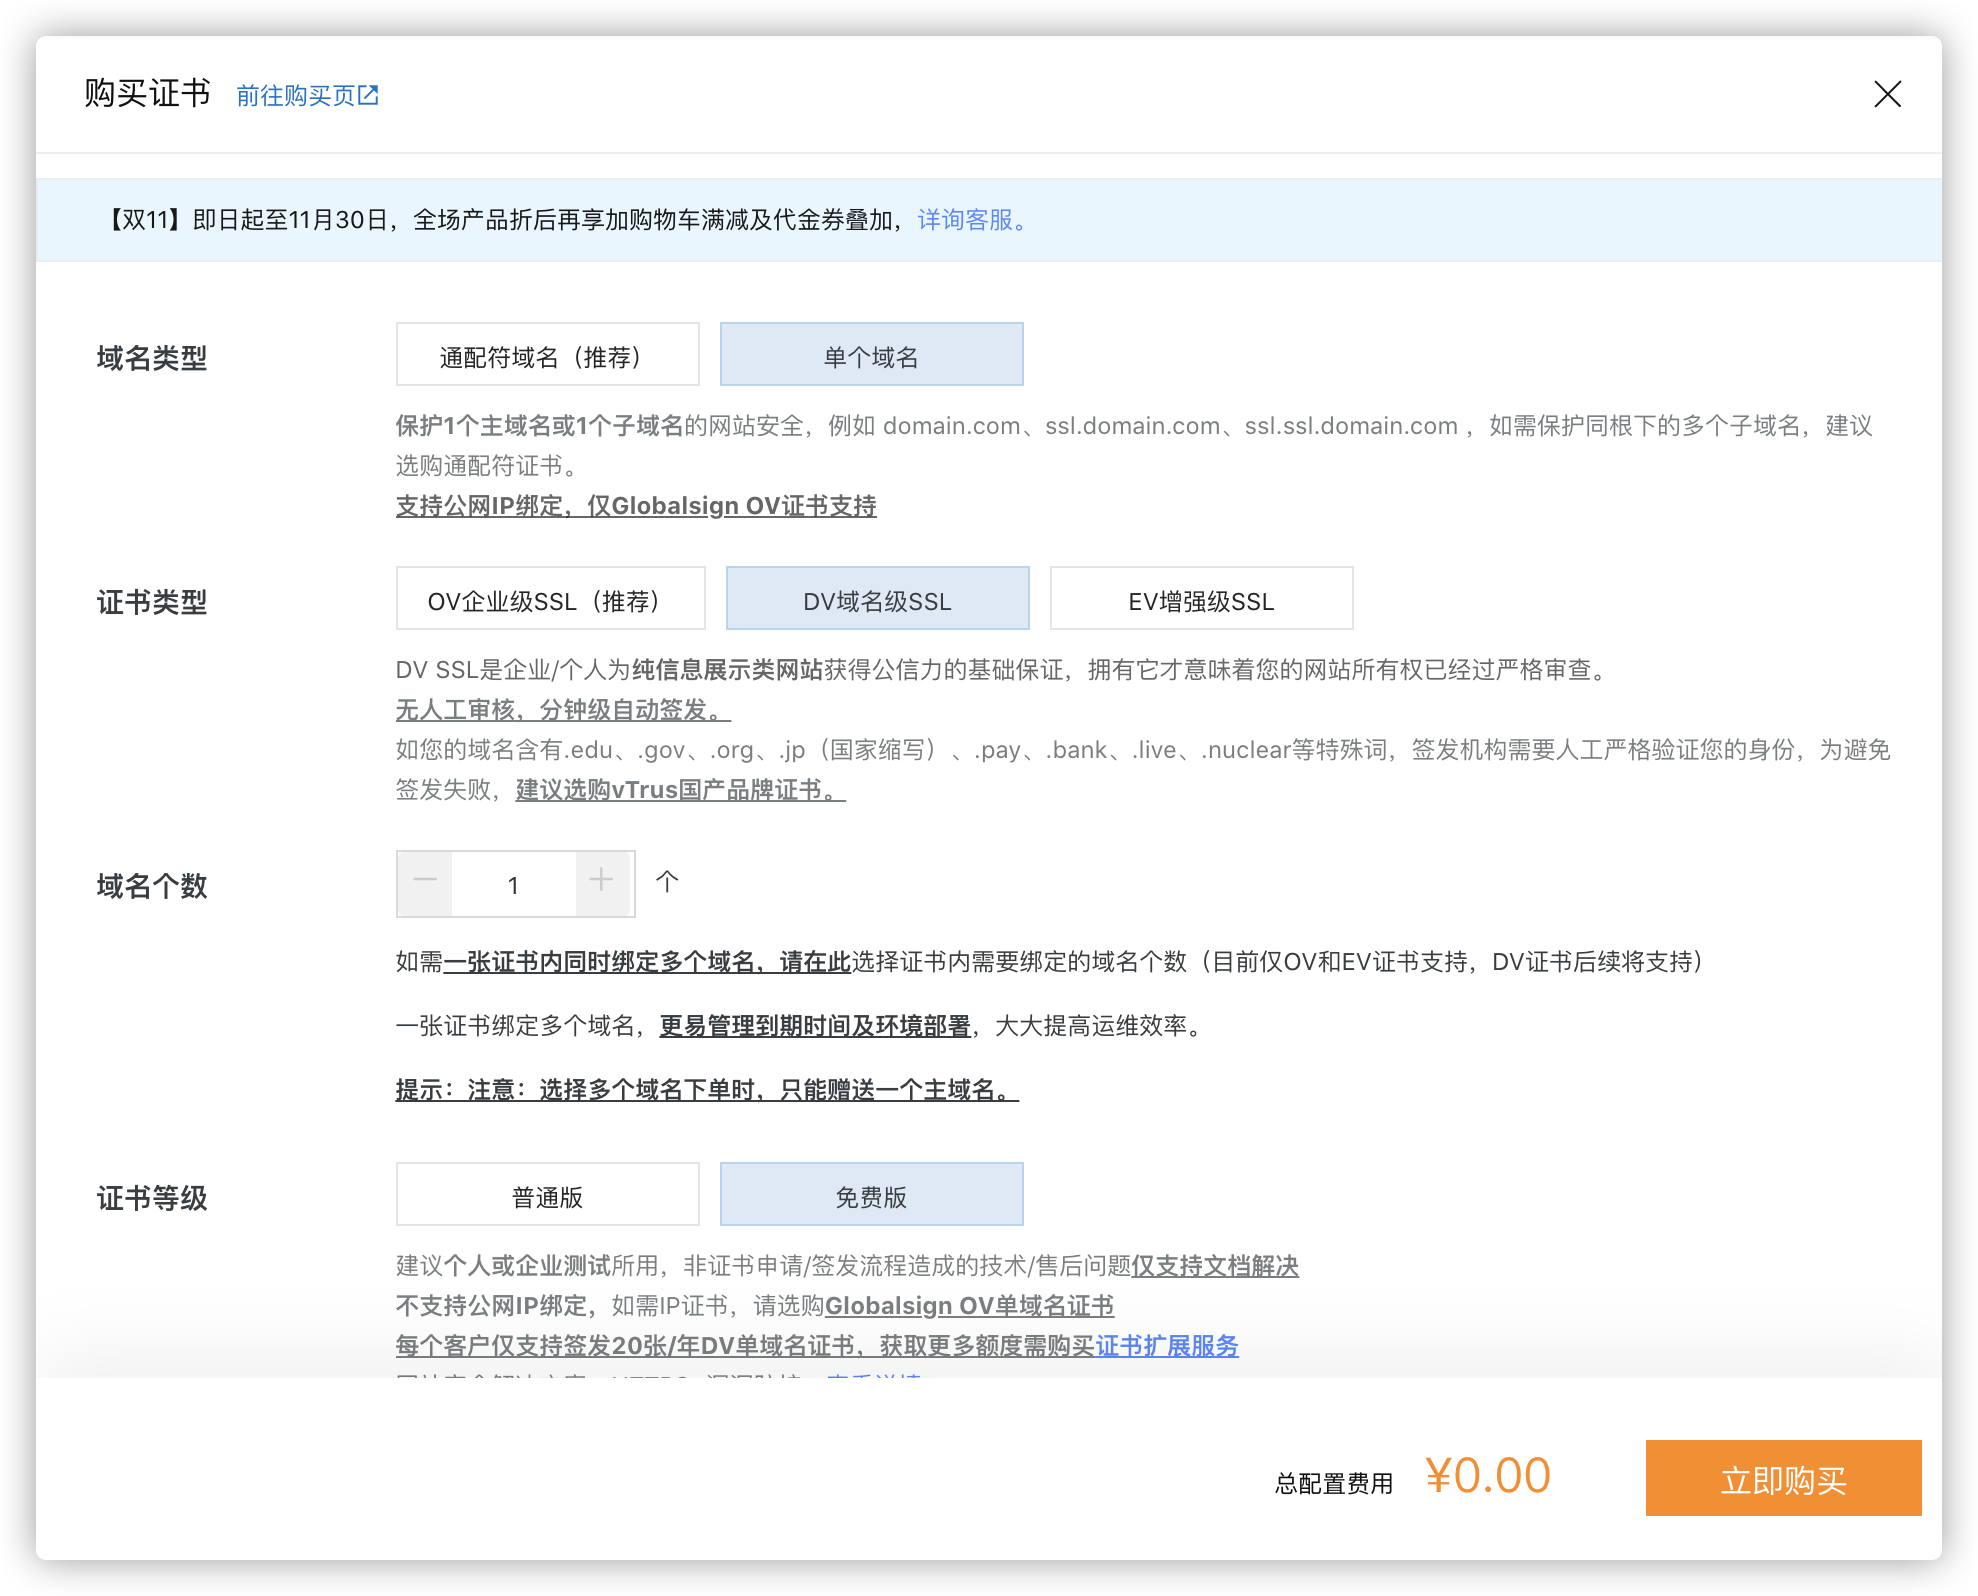 购买证书 前往购买页
【双11】即日起至11月30日，全场产品折后再享加购物车满减及代金券叠加，详询客服。
域名类型 通配符域名（推荐） 单个域名
保护1个主域名或1个子域名的网站安全，例如 domain.com、ssl.domain.com、ssl.ssl.domain.com ，如需保护同根下的多个子域名，建议
选购通配符证书。
支持公网IP绑定，仅Globalsign OV证书支持
证书类型 OV企业级SSL（推荐） DV域名级SSL EV增强级SSL
DV SSL是企业/个人为纯信息展示类网站获得公信力的基础保证，拥有它才意味着您的网站所有权已经过严格审查。
无人工审核，分钟级自动签发。
如您的域名含有.edu、.gov、.org、.jp（国家缩写）、.pay、.bank、.live、.nuclear等特殊词，签发机构需要人工严格验证您的身份，为避免
签发失败，建议选购vTrus国产品牌证书。
域名个数 1 个
如需一张证书内同时绑定多个域名，请在此选择证书内需要绑定的域名个数（目前仅OV和EV证书支持，DV证书后续将支持）
一张证书绑定多个域名，更易管理到期时间及环境部署，大大提高运维效率。
提示：注意：选择多个域名下单时，只能赠送一个主域名。
证书等级 普通版 免费版
建议个人或企业测试所用，非证书申请/签发流程造成的技术/售后问题仅支持文档解决
不支持公网IP绑定，如需IP证书，请选购Globalsign OV单域名证书
每个客户仅支持签发20张/年DV单域名证书，获取更多额度需购买证书扩展服务
总配置费用 ¥0.00 立即购买